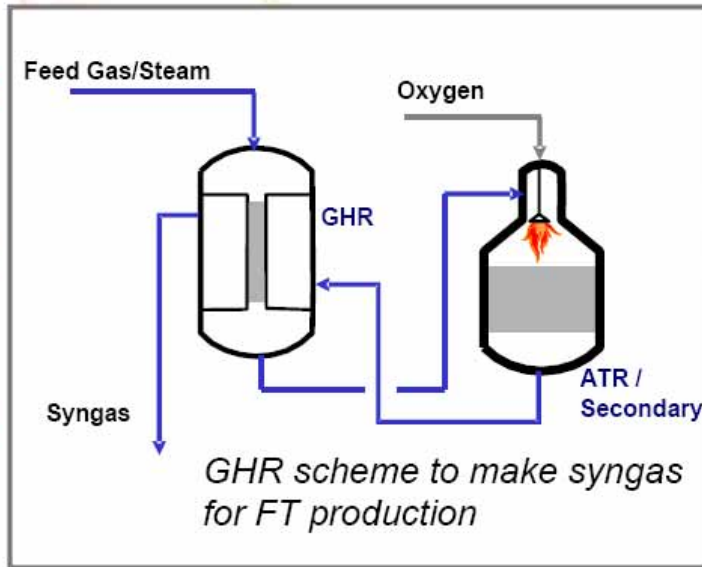 Feed Gas/Steam
Oxygen
GHR
ATR /
Secondary
Syngas
GHR scheme to make syngas
for FT production